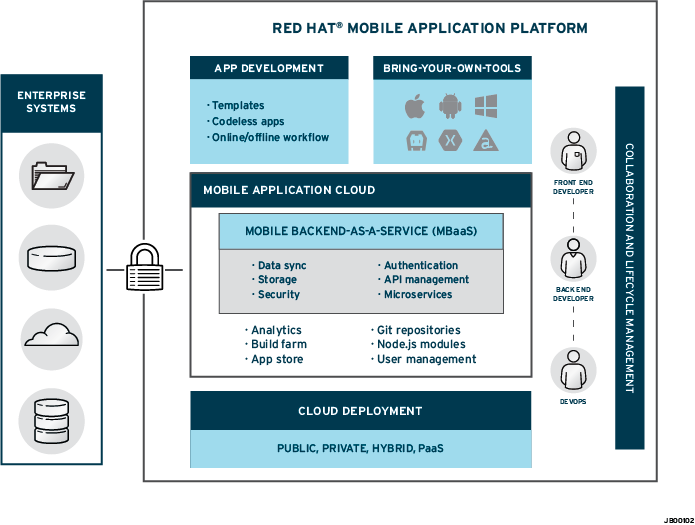 RED HAT® MOBILE APPLICATION PLATFORM
ENTERPRISE
SYSTEMS
APP DEVELOPMENT
· Templates
· Codeless apps
· Online/offline workflow
BRING-YOUR-OWN-TOOLS
a
MOBILE APPLICATION CLOUD
MOBILE BACKEND-AS-A-SERVICE (MBaaS)
· Data sync
· Storage
· Security
· Authentication
· API management
· Microservices
· Analytics
· Build farm
· App store
· Git repositories
· Node.js modules
· User management
CLOUD DEPLOYMENT
PUBLIC, PRIVATE, HYBRID, PaaS
FRONT END
DEVELOPER
BACK END
DEVELOPER
DEVOPS
COLLABORATION AND LIFECYCLE MANAGEMENT
JB00102